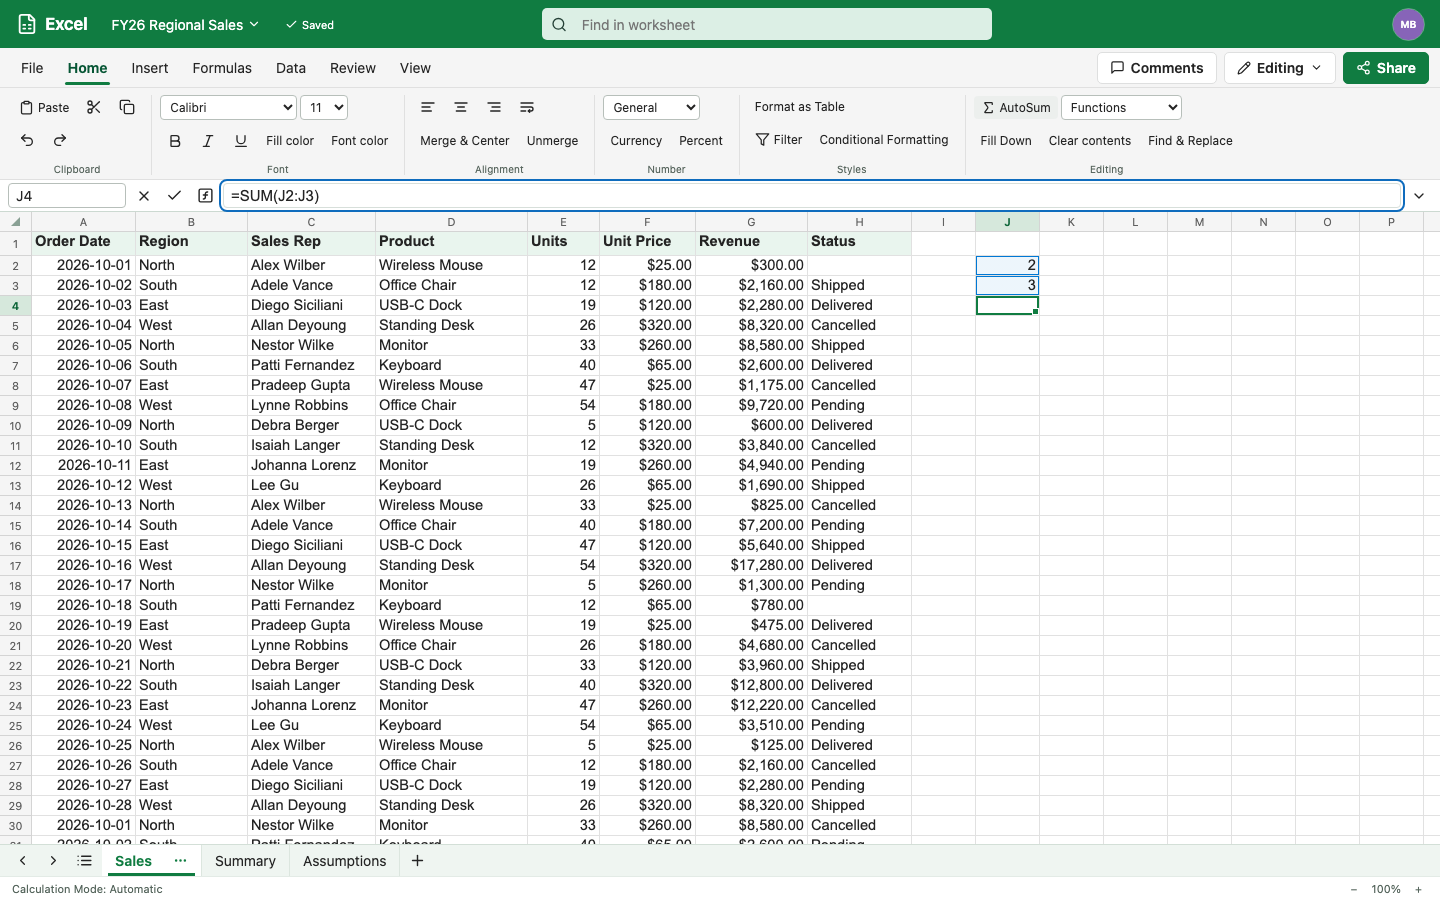 Excel FY26 Regional Sales Saved Find in worksheet MB
File Home Insert Formulas Data Review View Comments Editing Share
Paste Calibri 11 General Format as Table AutoSum Functions
B I U Fill color Font color Merge & Center Unmerge Currency Percent Filter Conditional Formatting Fill Down Clear contents Find & Replace
Clipboard Font Alignment Number Styles Editing
J4 =SUM(J2:J3)
A B C D E F G H I J K L M N O P
1 Order Date Region Sales Rep Product Units Unit Price Revenue Status
2 2026-10-01 North Alex Wilber Wireless Mouse 12 $25.00 $300.00 2
3 2026-10-02 South Adele Vance Office Chair 12 $180.00 $2,160.00 Shipped 3
4 2026-10-03 East Diego Siciliani USB-C Dock 19 $120.00 $2,280.00 Delivered
5 2026-10-04 West Allan Deyoung Standing Desk 26 $320.00 $8,320.00 Cancelled
6 2026-10-05 North Nestor Wilke Monitor 33 $260.00 $8,580.00 Shipped
7 2026-10-06 South Patti Fernandez Keyboard 40 $65.00 $2,600.00 Delivered
8 2026-10-07 East Pradeep Gupta Wireless Mouse 47 $25.00 $1,175.00 Cancelled
9 2026-10-08 West Lynne Robbins Office Chair 54 $180.00 $9,720.00 Pending
10 2026-10-09 North Debra Berger USB-C Dock 5 $120.00 $600.00 Delivered
11 2026-10-10 South Isaiah Langer Standing Desk 12 $320.00 $3,840.00 Cancelled
12 2026-10-11 East Johanna Lorenz Monitor 19 $260.00 $4,940.00 Pending
13 2026-10-12 West Lee Gu Keyboard 26 $65.00 $1,690.00 Shipped
14 2026-10-13 North Alex Wilber Wireless Mouse 33 $25.00 $825.00 Cancelled
15 2026-10-14 South Adele Vance Office Chair 40 $180.00 $7,200.00 Pending
16 2026-10-15 East Diego Siciliani USB-C Dock 47 $120.00 $5,640.00 Shipped
17 2026-10-16 West Allan Deyoung Standing Desk 54 $320.00 $17,280.00 Delivered
18 2026-10-17 North Nestor Wilke Monitor 5 $260.00 $1,300.00 Pending
19 2026-10-18 South Patti Fernandez Keyboard 12 $65.00 $780.00
20 2026-10-19 East Pradeep Gupta Wireless Mouse 19 $25.00 $475.00 Delivered
21 2026-10-20 West Lynne Robbins Office Chair 26 $180.00 $4,680.00 Cancelled
22 2026-10-21 North Debra Berger USB-C Dock 33 $120.00 $3,960.00 Shipped
23 2026-10-22 South Isaiah Langer Standing Desk 40 $320.00 $12,800.00 Delivered
24 2026-10-23 East Johanna Lorenz Monitor 47 $260.00 $12,220.00 Cancelled
25 2026-10-24 West Lee Gu Keyboard 54 $65.00 $3,510.00 Pending
26 2026-10-25 North Alex Wilber Wireless Mouse 5 $25.00 $125.00 Delivered
27 2026-10-26 South Adele Vance Office Chair 12 $180.00 $2,160.00 Cancelled
28 2026-10-27 East Diego Siciliani USB-C Dock 19 $120.00 $2,280.00 Pending
29 2026-10-28 West Allan Deyoung Standing Desk 26 $320.00 $8,320.00 Shipped
30 2026-10-01 North Nestor Wilke Monitor 33 $260.00 $8,580.00 Cancelled
Sales ... Summary Assumptions +
Calculation Mode: Automatic − 100% +